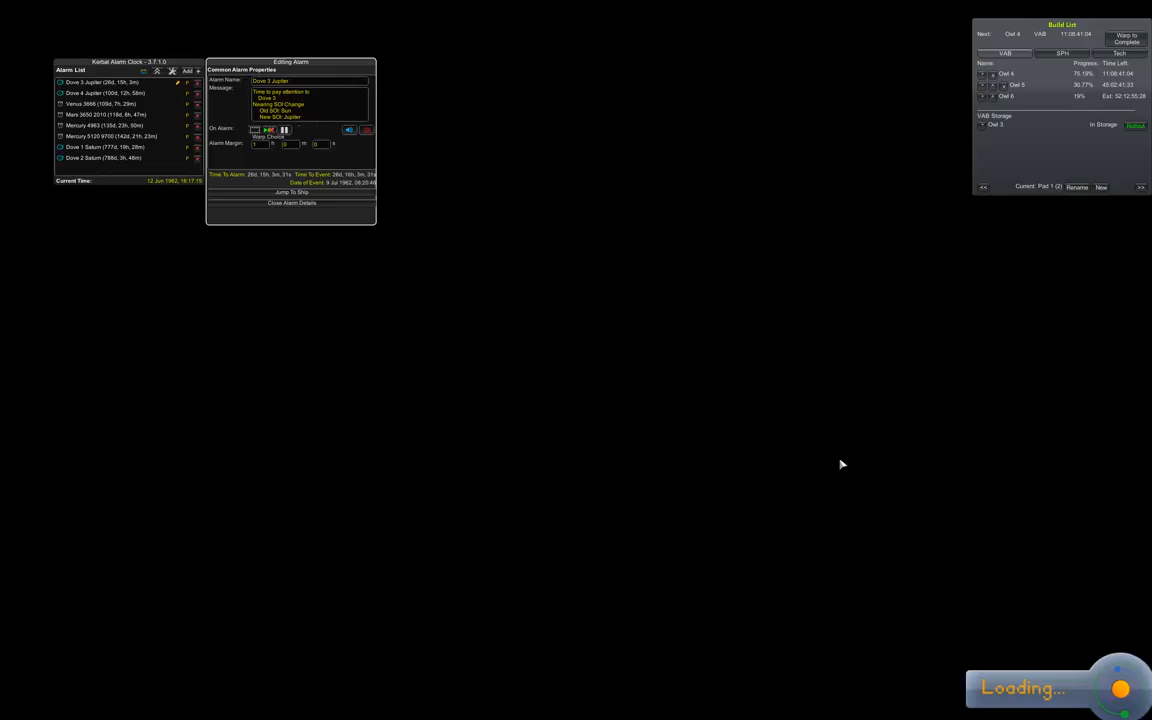 Kerbal Alarm Clock - 3.7.1.0
Alarm List
Add +
Dove 3 Jupiter (26d, 15h, 3m) P
Dove 4 Jupiter (100d, 12h, 58m) P
Venus 3666 (109d, 7h, 29m) P
Mars 3650 2010 (118d, 6h, 47m) P
Mercury 4963 (135d, 23h, 50m) P
Mercury 5120 9700 (142d, 21h, 23m) P
Dove 1 Saturn (777d, 19h, 28m) P
Dove 2 Saturn (788d, 3h, 48m) P
Current Time: 12 Jun 1962, 16:17:15
Editing Alarm
Common Alarm Properties
Alarm Name: Dove 3 Jupiter
Message:
Time to pay attention to
Dove 3
Nearing SOI Change
Old SOI: Sun
New SOI: Jupiter
On Alarm:
Warp Choice
Alarm Margin: 1 h 0 m 0 s
Time To Alarm: 26d, 15h, 3m, 31s Time To Event: 26d, 16h, 3m, 31s
Date of Event: 9 Jul 1962, 08:20:46
Jump To Ship
Close Alarm Details
Build List
Next: Owl 4 VAB 11:08:41:04
Warp to
Complete
VAB SPH Tech
Name: Progress: Time Left:
Owl 4 75.19% 11:08:41:04
Owl 5 30.77% 45:02:41:33
Owl 6 19% Est: 52:12:55:28
VAB Storage
Owl 3 In Storage: Rollout
<< Current: Pad 1 (2) Rename New >>
Loading...